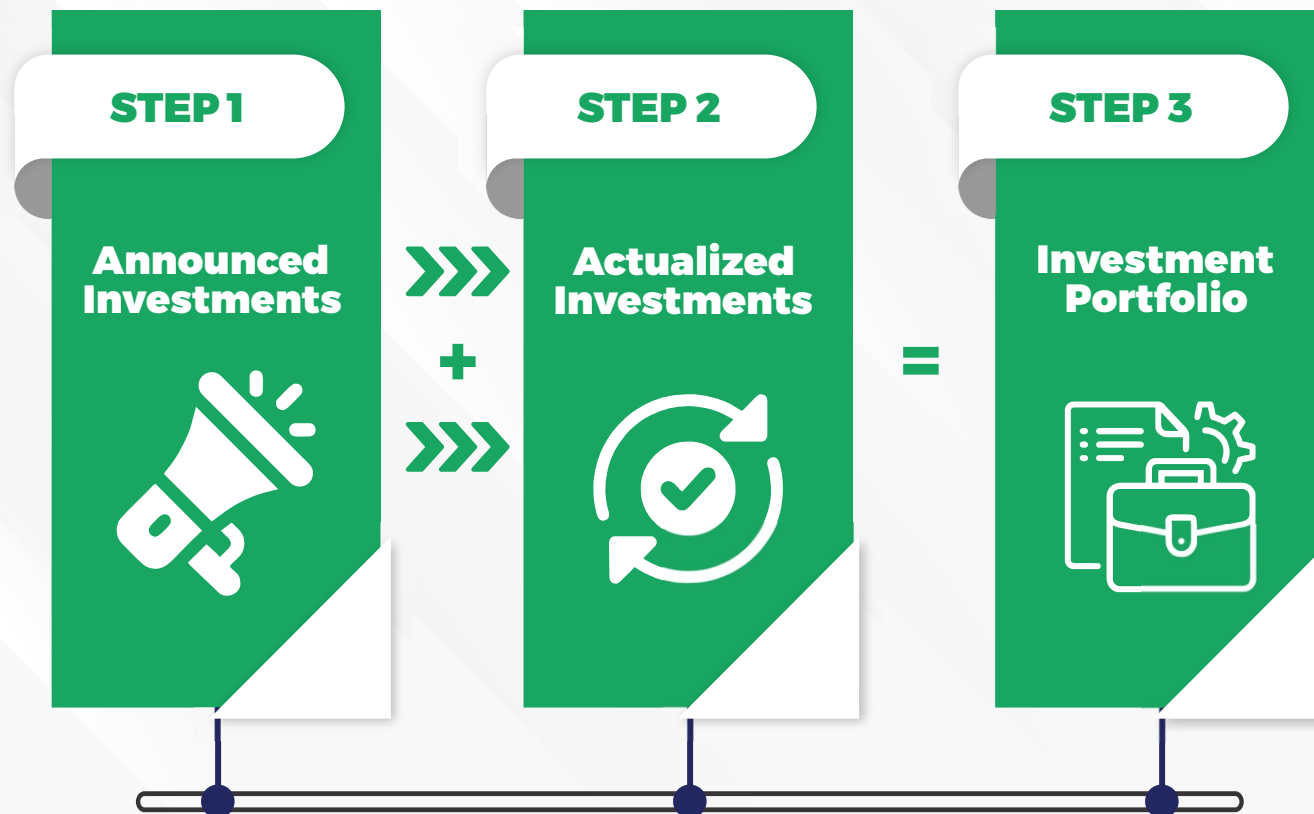 STEP 1
Announced
Investments
+
STEP 2
Actualized
Investments
=
STEP 3
Investment
Portfolio